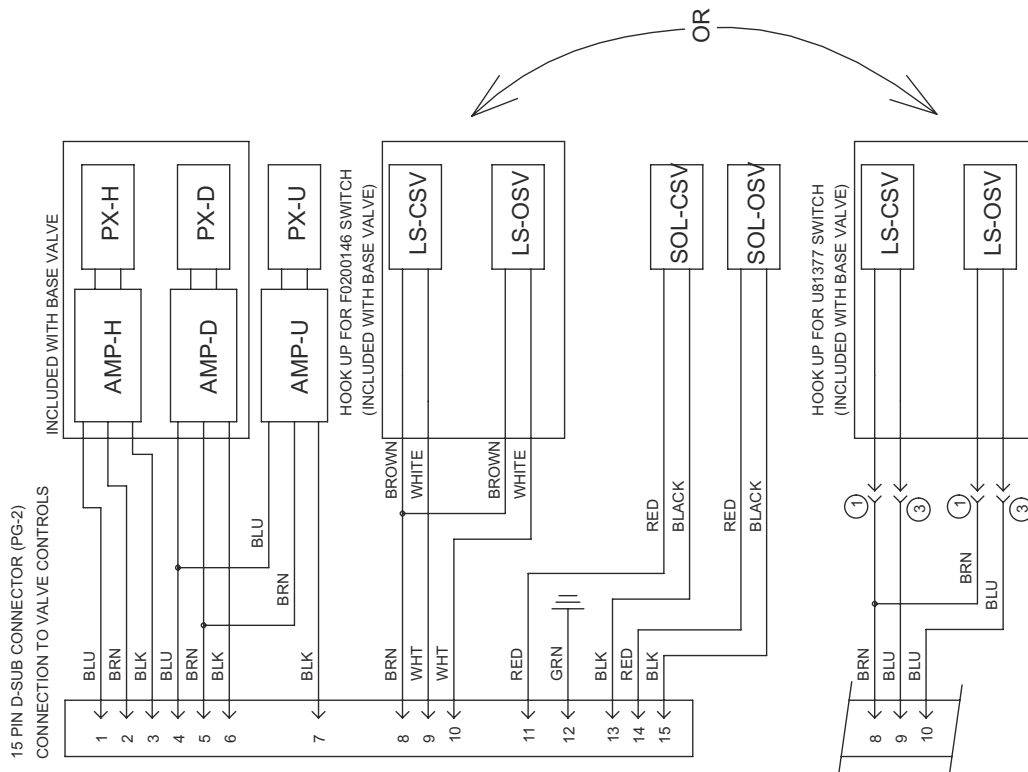 15 PIN D-SUB CONNECTOR (PG-2)
CONNECTION TO VALVE CONTROLS
INCLUDED WITH BASE VALVE
PX-H
PX-D
PX-U
AMP-H
AMP-D
AMP-U
BLU
BRN
BLU
BRN
BLK
BLU
BRN
BLK
BLK
1
2
3
4
5
6
7
HOOK UP FOR F0200146 SWITCH
(INCLUDED WITH BASE VALVE)
LS-CSV
LS-OSV
BROWN
WHITE
BROWN
WHITE
BRN
WHT
WHT
8
9
10
SOL-CSV
SOL-OSV
RED
BLACK
RED
BLACK
RED
GRN
BLK
RED
BLK
11
12
13
14
15
OR
HOOK UP FOR U81377 SWITCH
(INCLUDED WITH BASE VALVE)
LS-CSV
LS-OSV
1
3
1
3
BRN
BLU
BRN
BLU
BLU
8
9
10